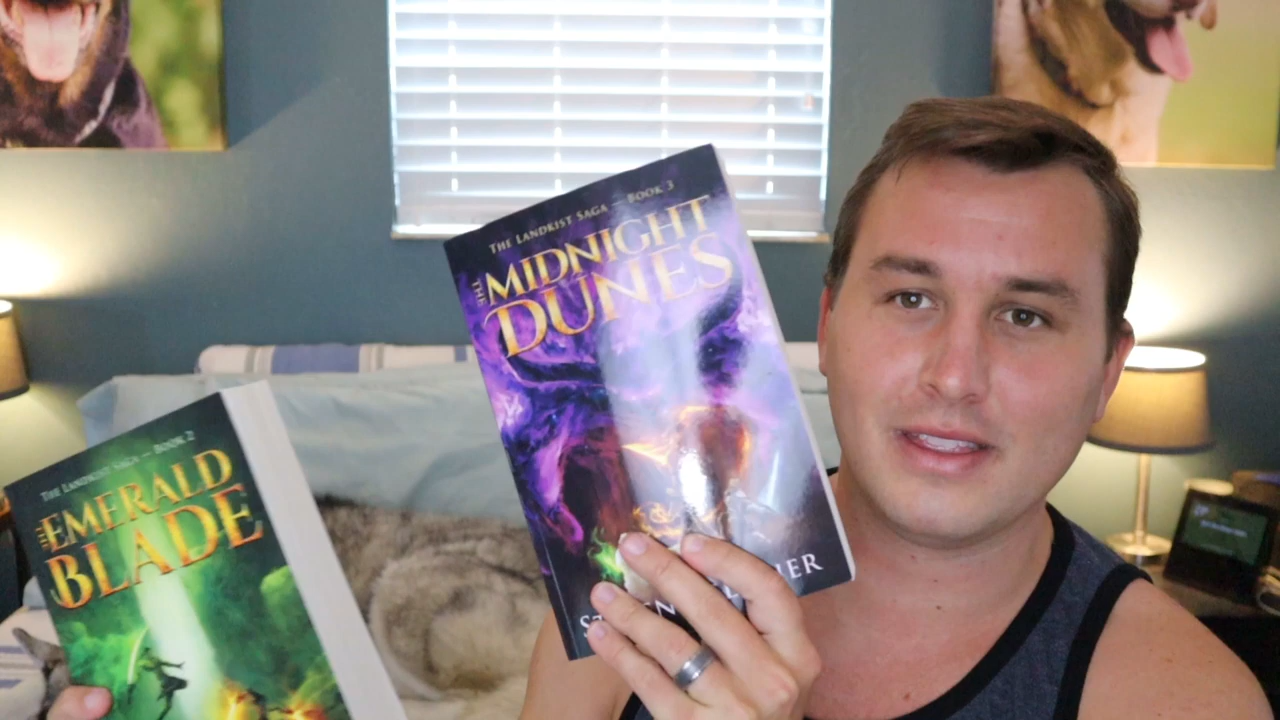 THE LANDKIST SAGA — BOOK 2
THE
EMERALD
BLADE
THE LANDKIST SAGA — BOOK 3
THE
MIDNIGHT
DUNES